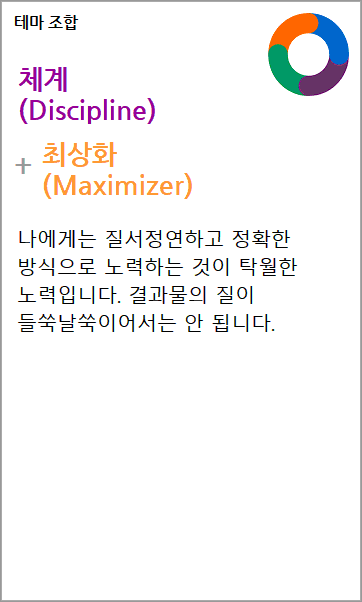 테마 조합
체계
(Discipline)
+ 최상화
(Maximizer)
나에게는 질서정연하고 정확한
방식으로 노력하는 것이 탁월한
노력입니다. 결과물의 질이
들쑥날쑥이어서는 안 됩니다.